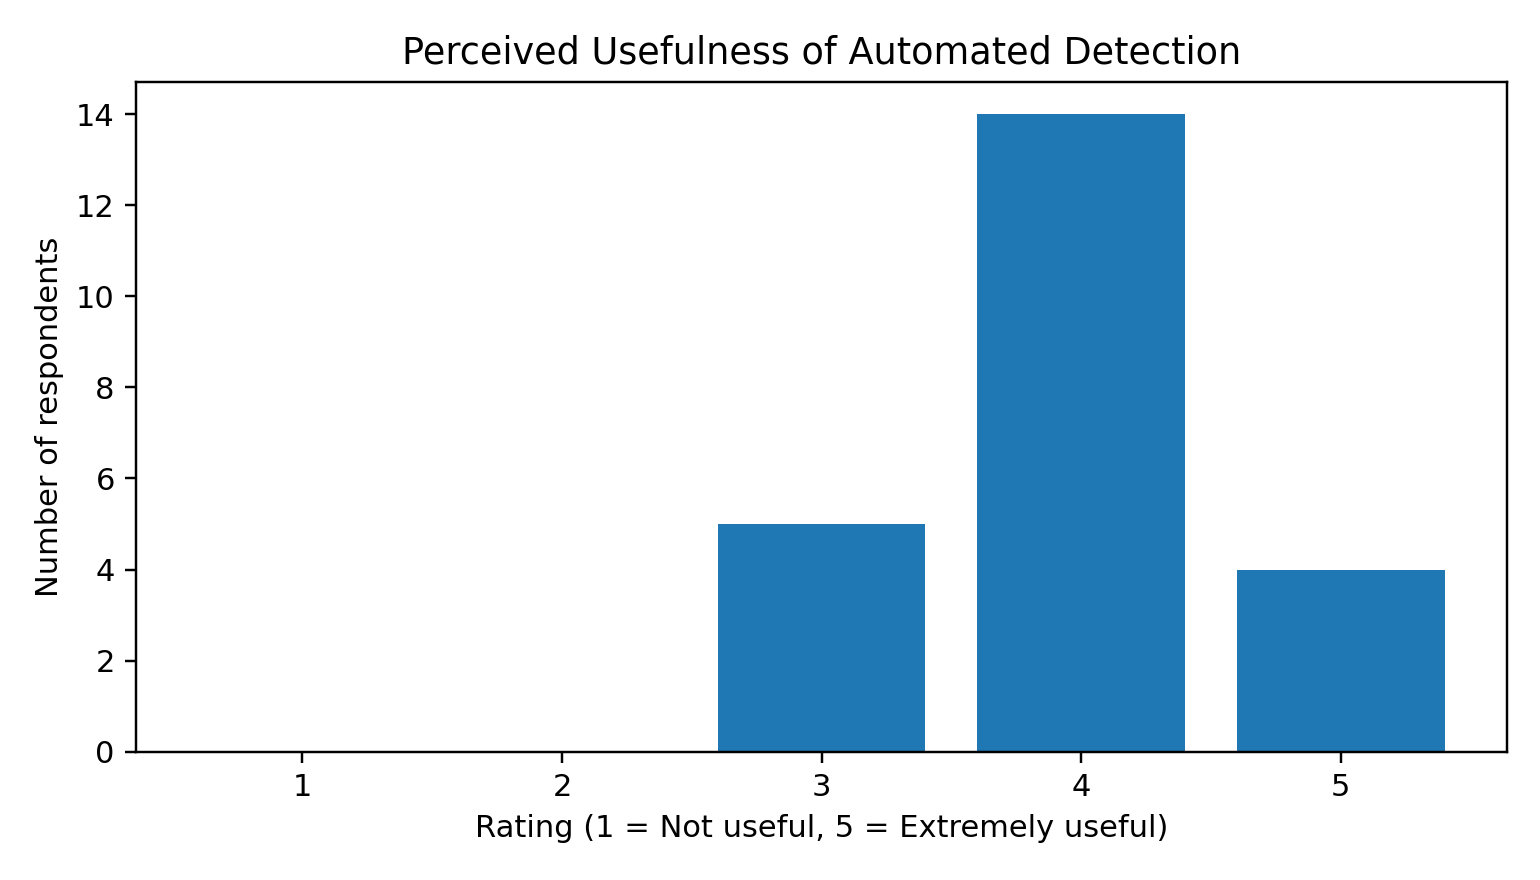 Perceived Usefulness of Automated Detection
Number of respondents
14
12
10
8
6
4
2
0
1 2 3 4 5
Rating (1 = Not useful, 5 = Extremely useful)